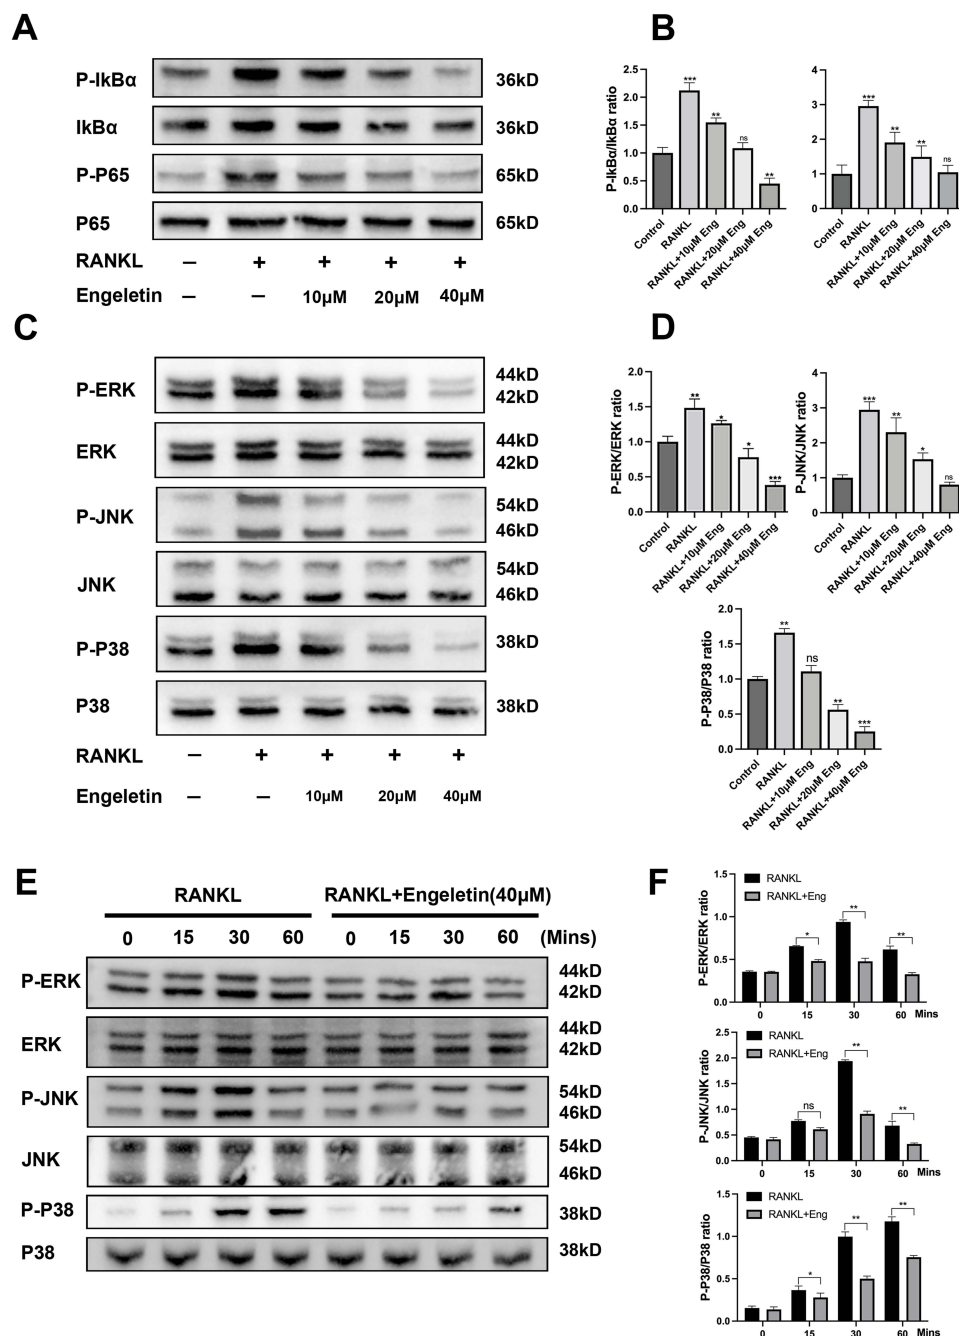 A
P-IkBα 36kD
IkBα 36kD
P-P65 65kD
P65 65kD
RANKL – + + + +
Engeletin – – 10μM 20μM 40μM
B
P-IkBα/IkBα ratio
2.5
2.0
1.5
1.0
0.5
0.0
*** ** ns **
Control RANKL RANKL+10μM Eng RANKL+20μM Eng RANKL+40μM Eng
4
3
2
1
0
*** ** ** ns
Control RANKL RANKL+10μM Eng RANKL+20μM Eng RANKL+40μM Eng
C
P-ERK 44kD
42kD
ERK 44kD
42kD
P-JNK 54kD
46kD
JNK 54kD
46kD
P-P38 38kD
P38 38kD
RANKL – + + + +
Engeletin – – 10μM 20μM 40μM
D
P-ERK/ERK ratio
2.0
1.5
1.0
0.5
0.0
** * * ***
Control RANKL RANKL+10μM Eng RANKL+20μM Eng RANKL+40μM Eng
P-JNK/JNK ratio
4
3
2
1
0
*** ** * ns
Control RANKL RANKL+10μM Eng RANKL+20μM Eng RANKL+40μM Eng
P-P38/P38 ratio
2.0
1.5
1.0
0.5
0.0
** ns ** ***
Control RANKL RANKL+10μM Eng RANKL+20μM Eng RANKL+40μM Eng
E
RANKL RANKL+Engeletin(40μM)
0 15 30 60 0 15 30 60 (Mins)
P-ERK 44kD
42kD
ERK 44kD
42kD
P-JNK 54kD
46kD
JNK 54kD
46kD
P-P38 38kD
P38 38kD
F
P-ERK/ERK ratio
RANKL
RANKL+Eng
1.5
1.0
0.5
0.0
* ** **
0 15 30 60 Mins
P-JNK/JNK ratio
RANKL
RANKL+Eng
2.5
2.0
1.5
1.0
0.5
0.0
ns ** **
0 15 30 60 Mins
P-P38/P38 ratio
RANKL
RANKL+Eng
1.5
1.0
0.5
0.0
* ** **
0 15 30 60 Mins